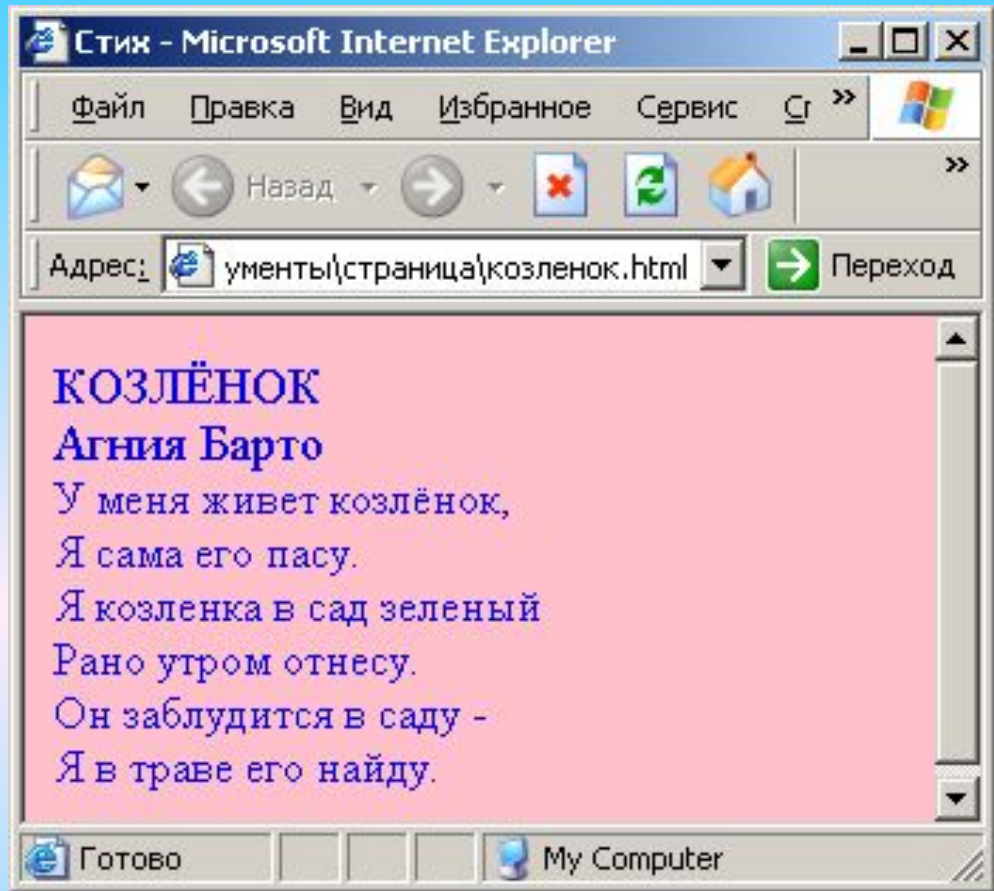 Стих - Microsoft Internet Explorer
Файл Правка Вид Избранное Сервис »
Назад »
Адрес: ументы\страница\козленок.html Переход
КОЗЛЁНОК
Агния Барто
У меня живет козлёнок,
Я сама его пасу.
Я козленка в сад зеленый
Рано утром отнесу.
Он заблудится в саду -
Я в траве его найду.
Готово My Computer